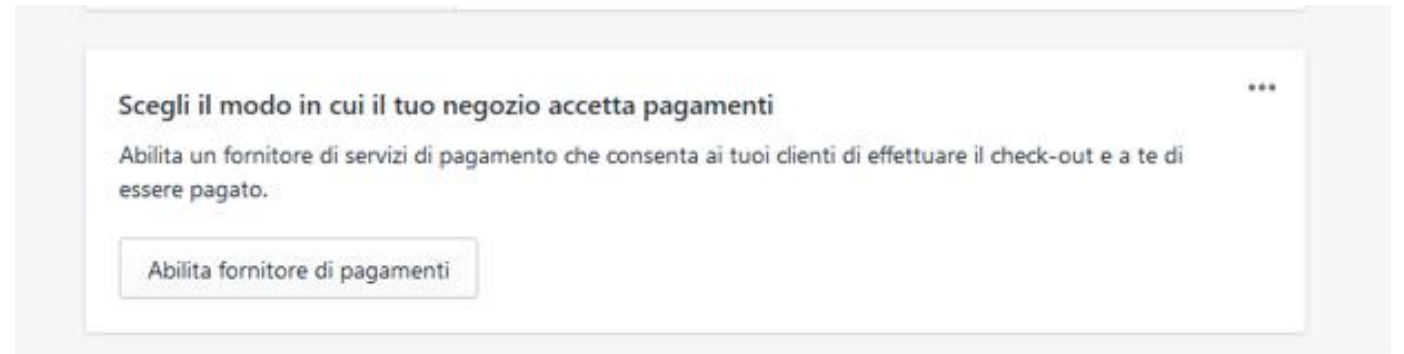 Scegli il modo in cui il tuo negozio accetta pagamenti
Abilita un fornitore di servizi di pagamento che consenta ai tuoi clienti di effettuare il check-out e a te di
essere pagato.
Abilita fornitore di pagamenti